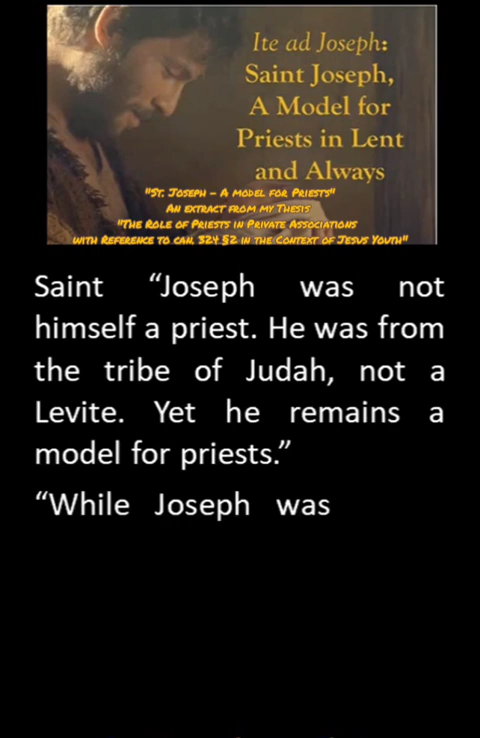 Ite ad Joseph:
Saint Joseph,
A Model for
Priests in Lent
and Always
"St. Joseph – A model for Priests"
An extract from my Thesis
"The Role of Priests in Private Associations
with Reference to can. 324 §2 in the Context of Jesus Youth"
Saint “Joseph was not
himself a priest. He was from
the tribe of Judah, not a
Levite. Yet he remains a
model for priests.”
“While Joseph was